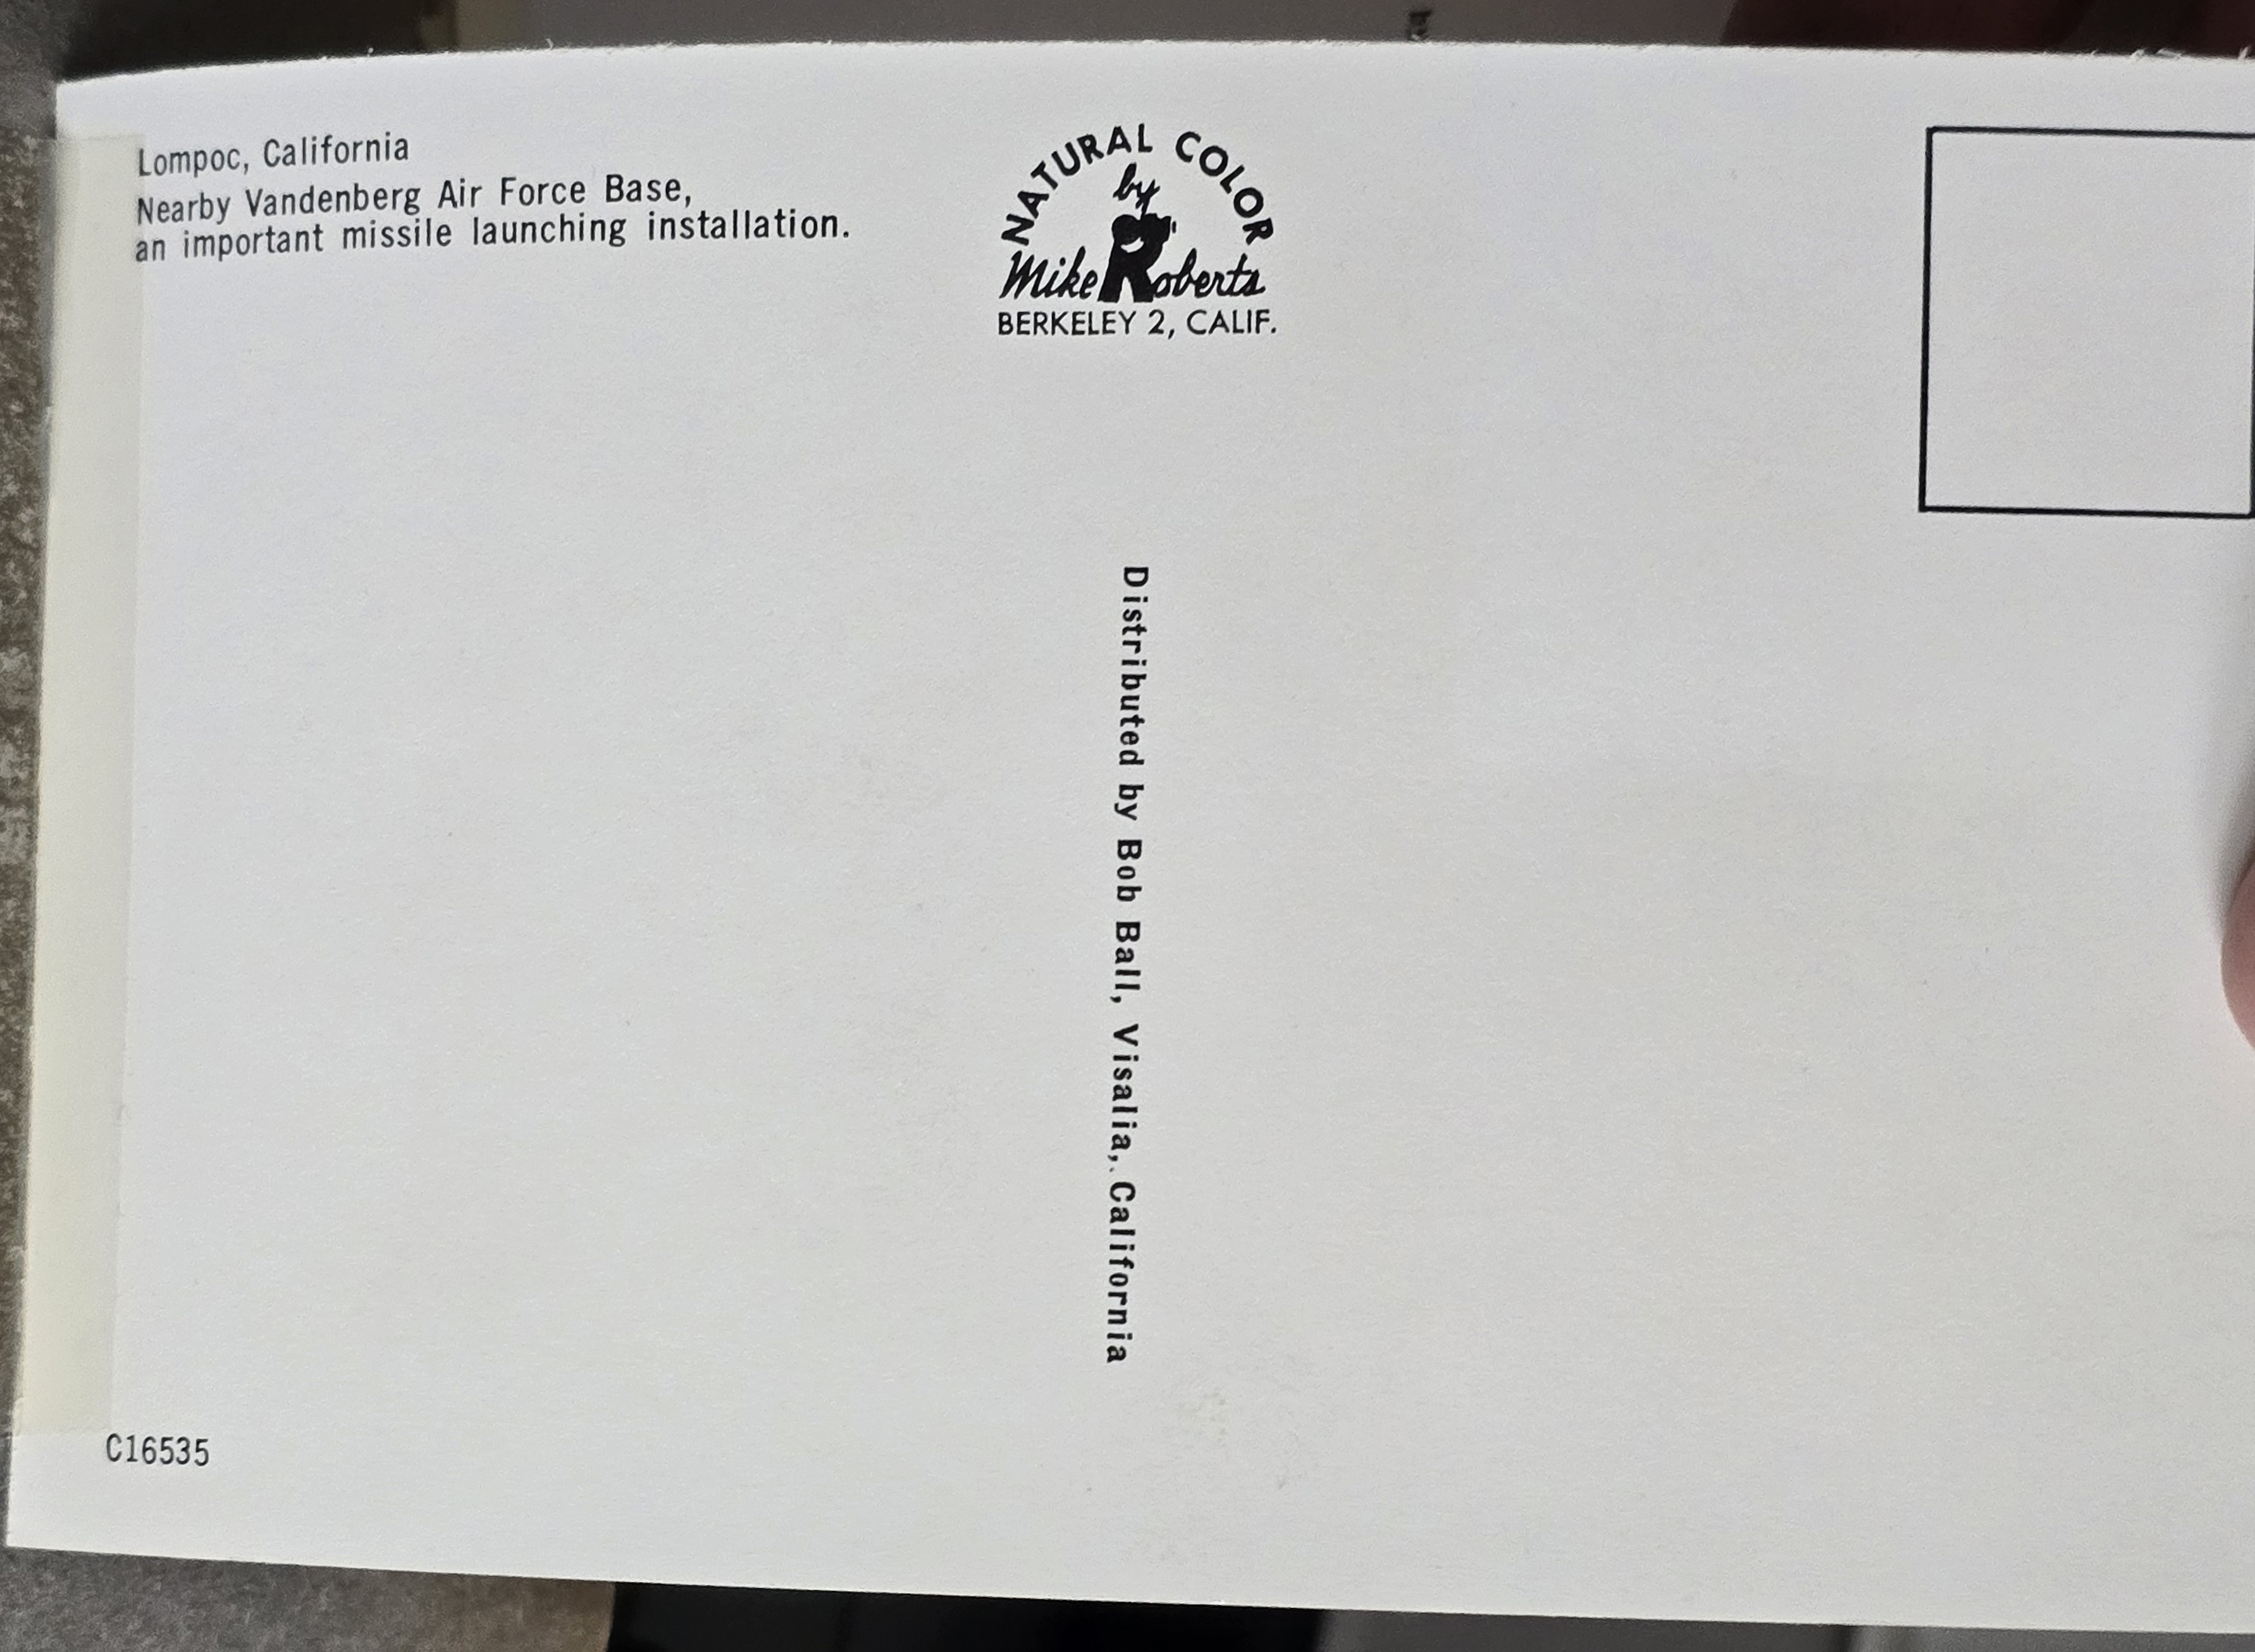 Lompoc, California
Nearby Vandenberg Air Force Base,
an important missile launching installation.
NATURAL COLOR
by
Mike Roberts
BERKELEY 2, CALIF.
Distributed by Bob Ball, Visalia, California
C16535